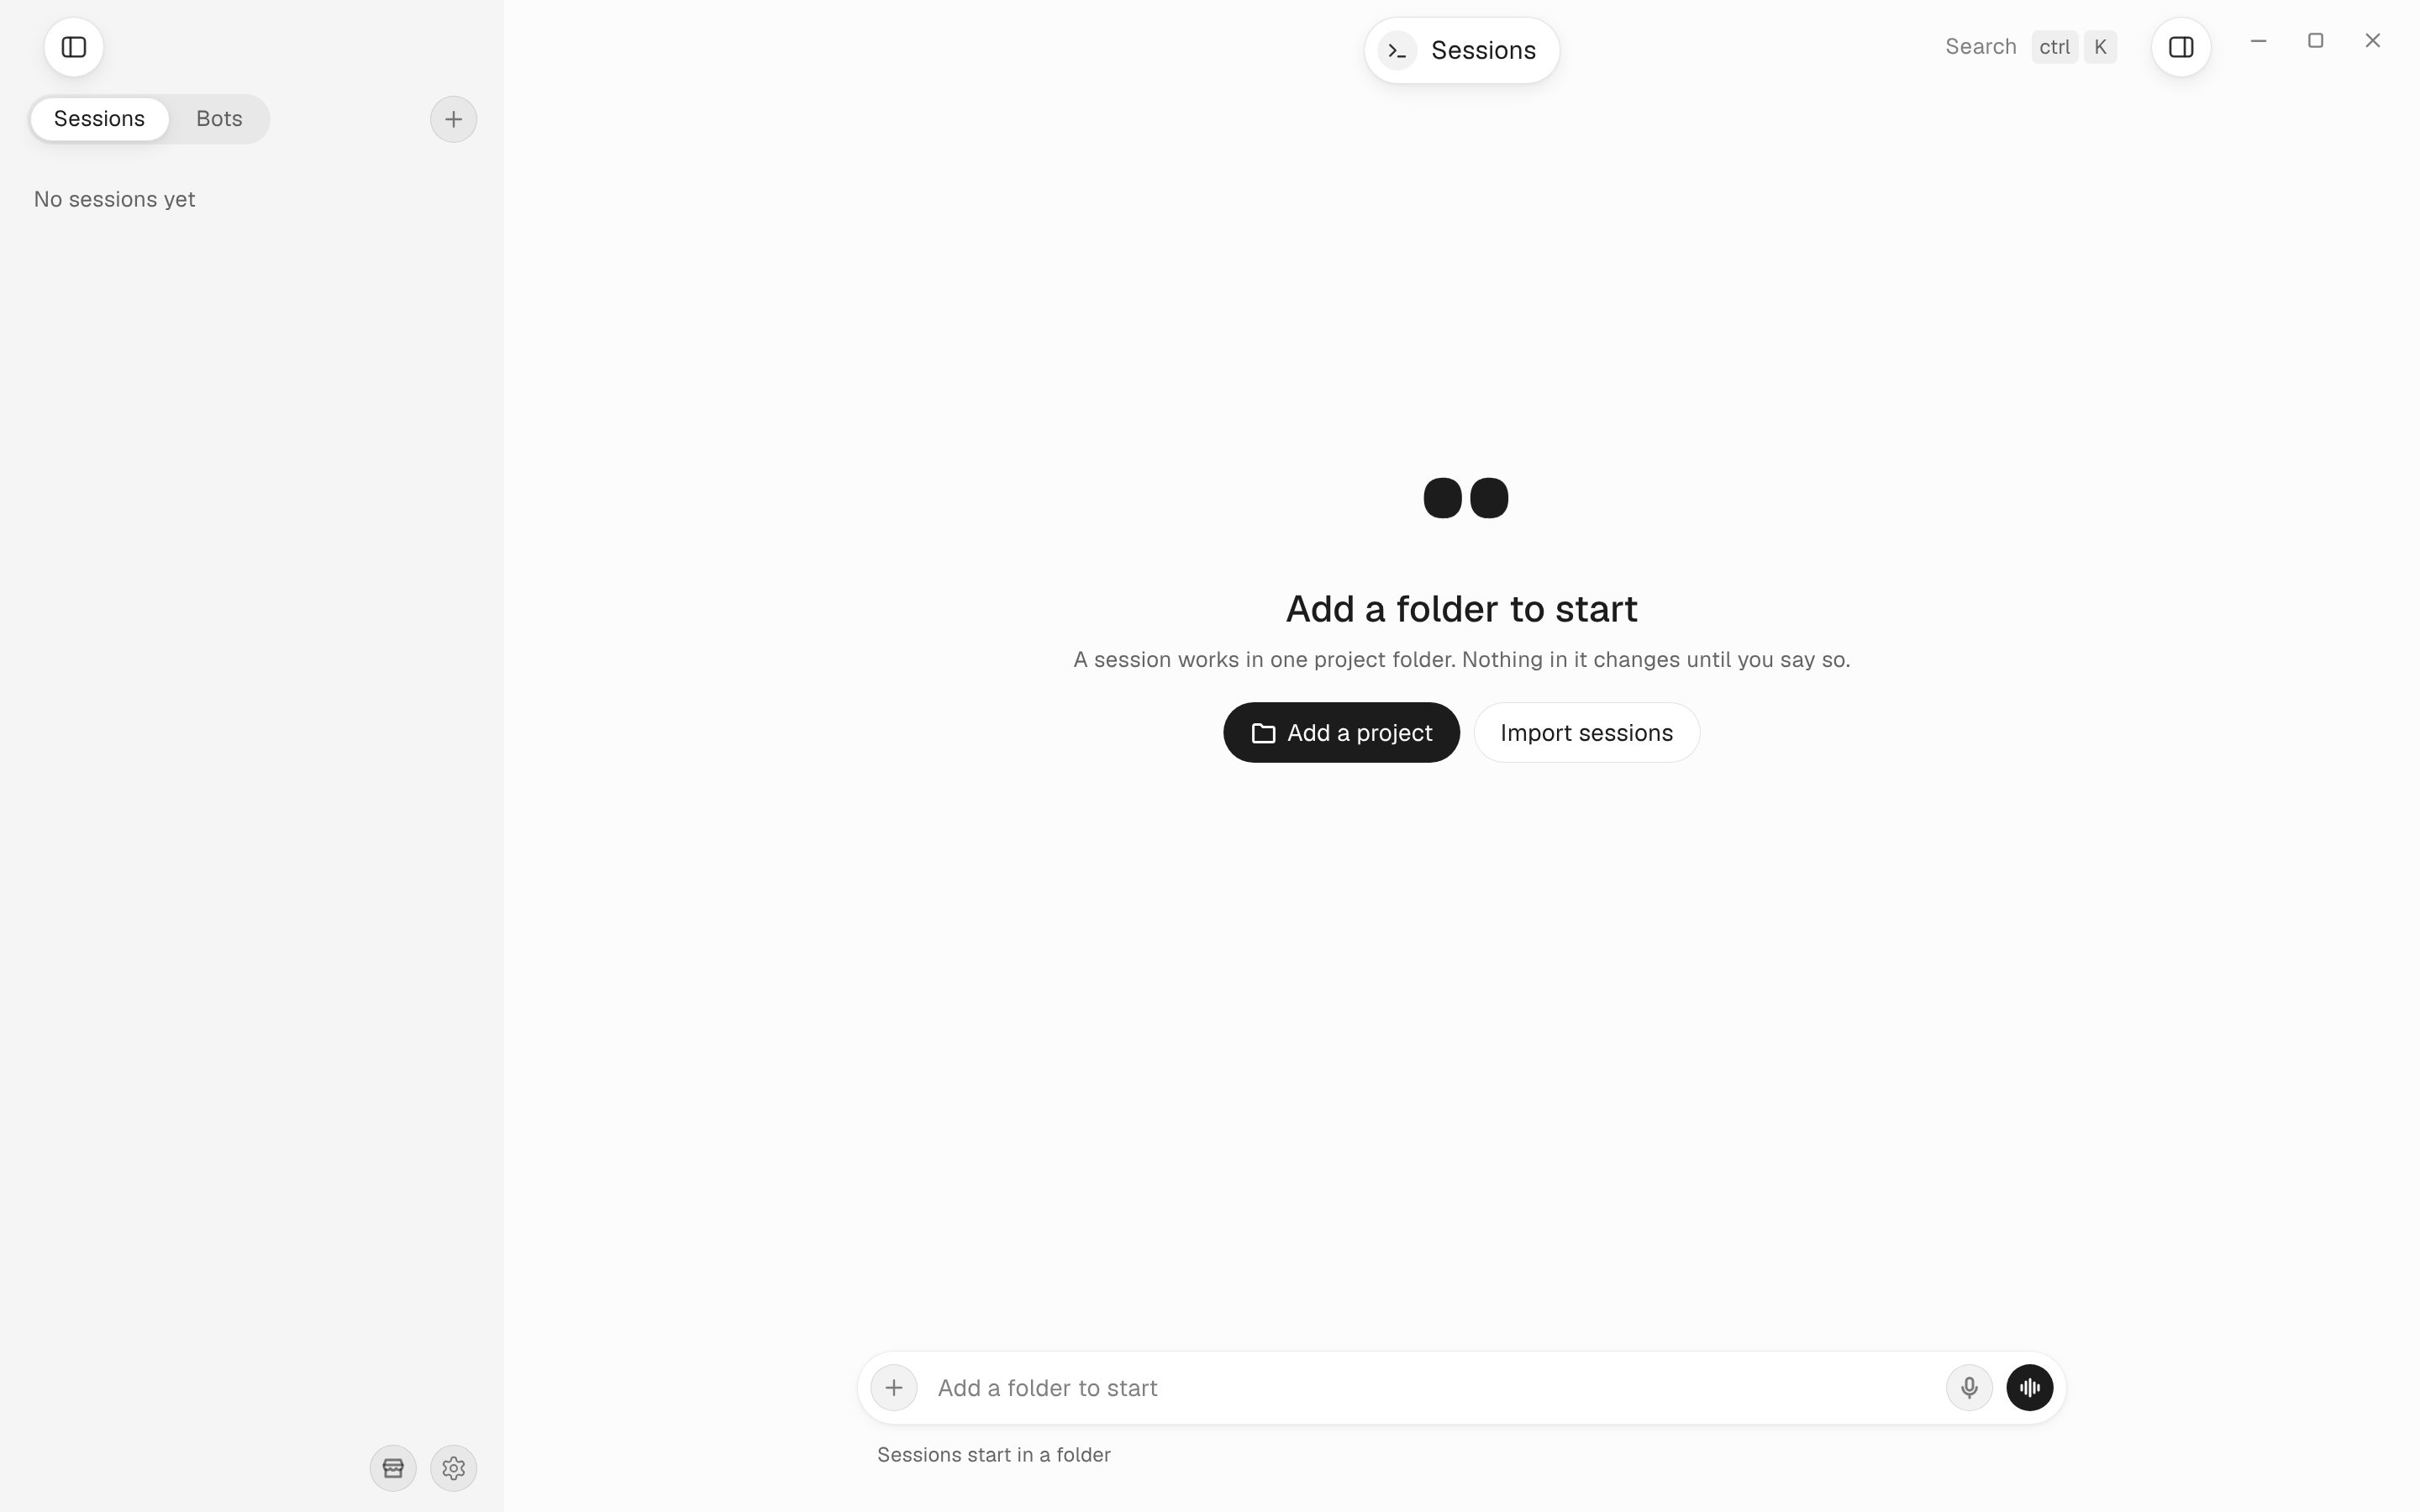 Sessions
Search ctrl K
Sessions Bots
No sessions yet
Add a folder to start
A session works in one project folder. Nothing in it changes until you say so.
Add a project
Import sessions
Add a folder to start
Sessions start in a folder